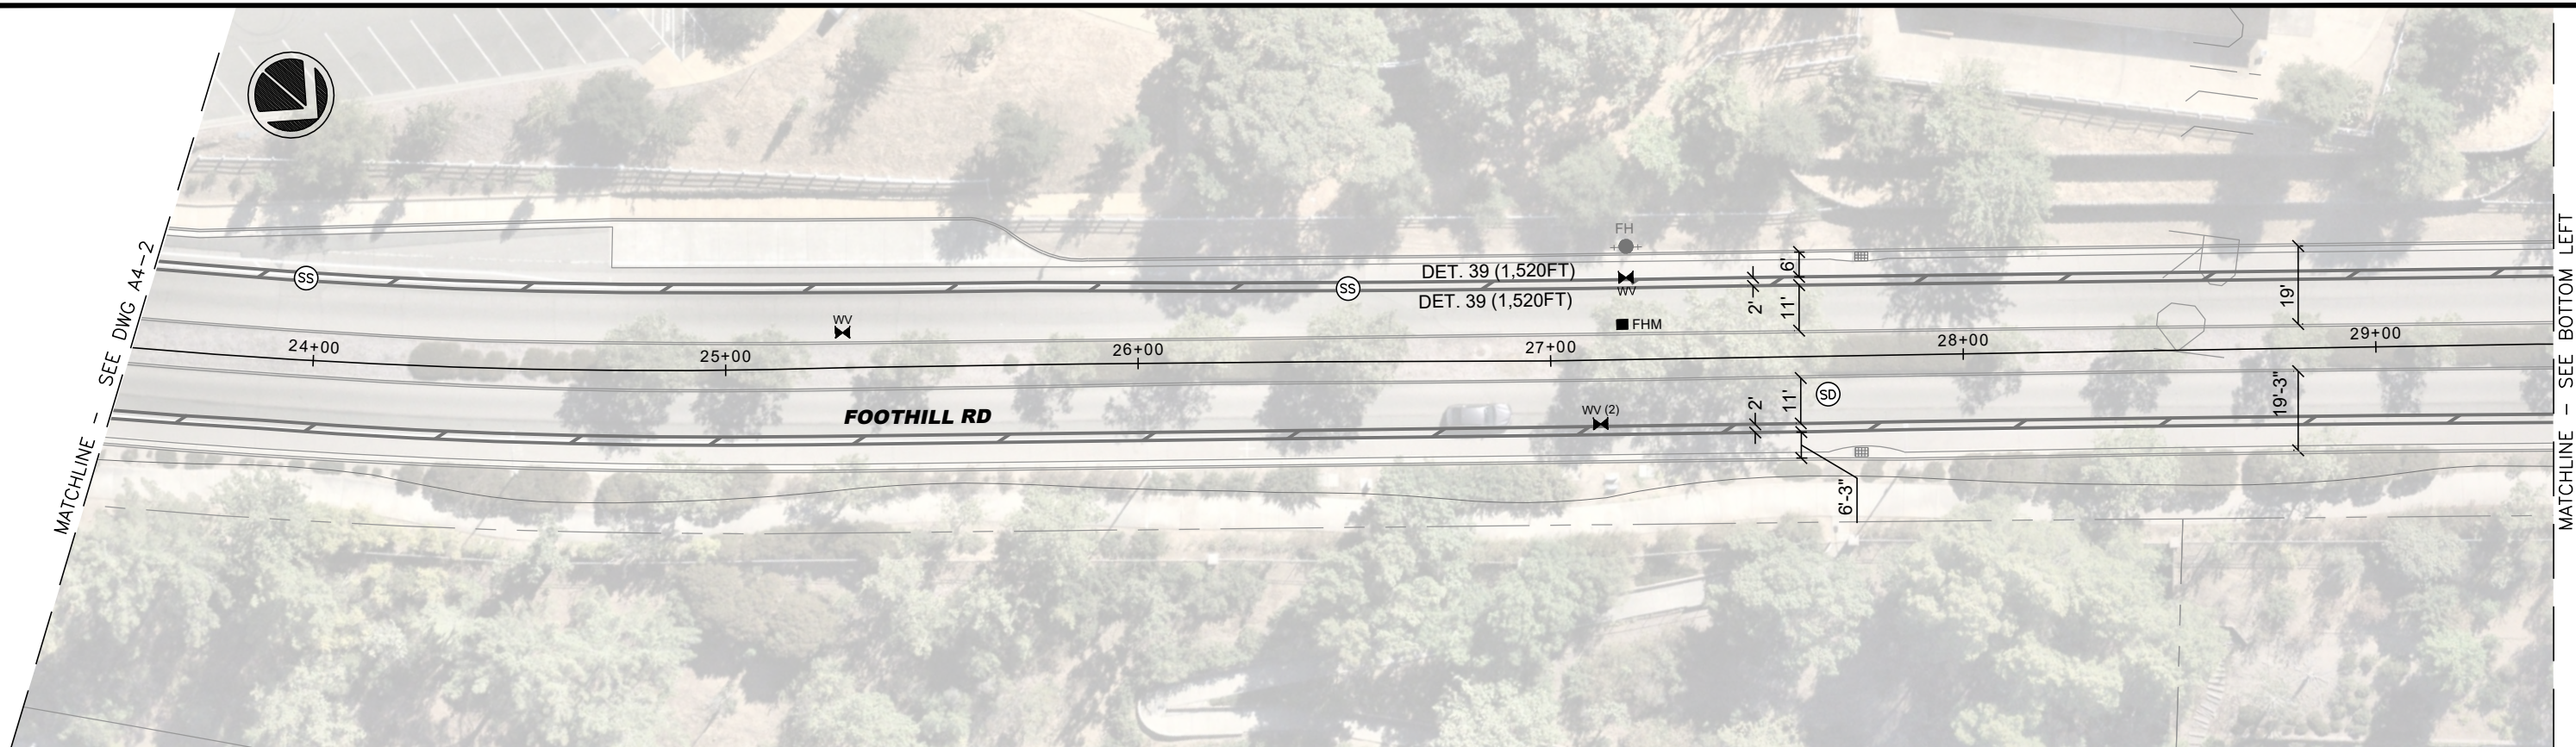 MATCHLINE - SEE DWG A4-2
FH
DET. 39 (1,520FT)
WV
DET. 39 (1,520FT)
2'
6'
11'
19'
SS
SS
WV
FHM
24+00
25+00
26+00
27+00
28+00
29+00
FOOTHILL RD
WV (2)
2'
11'
SD
19'-3"
6'-3"
MATCHLINE - SEE BOTTOM LEFT